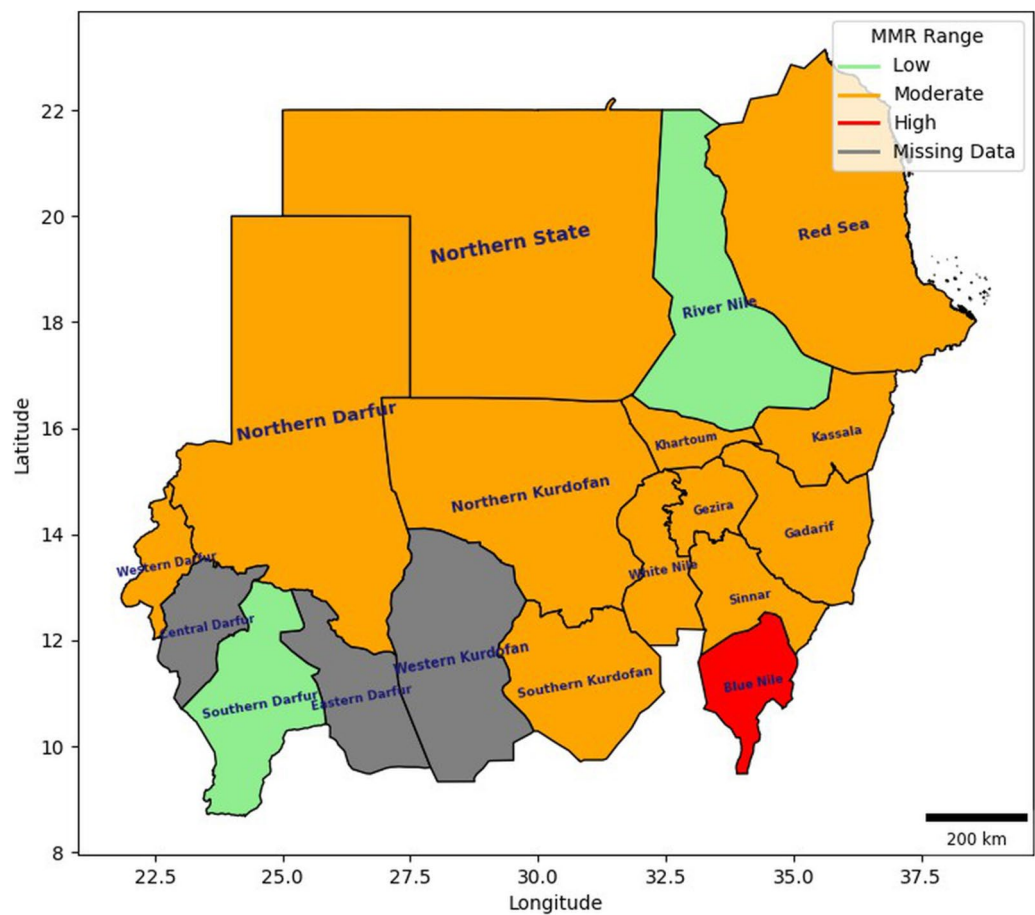 MMR Range
Low
Moderate
High
Missing Data
22
20
18
16
14
12
10
8
Latitude
Northern State
Red Sea
River Nile
Northern Darfur
Khartoum
Kassala
Northern Kurdofan
Gezira
Gadarif
Western Darfur
White Nile
Sinnar
Central Darfur
Western Kurdofan
Southern Kurdofan
Blue Nile
Southern Darfur
Eastern Darfur
200 km
22.5
25.0
27.5
30.0
32.5
35.0
37.5
Longitude